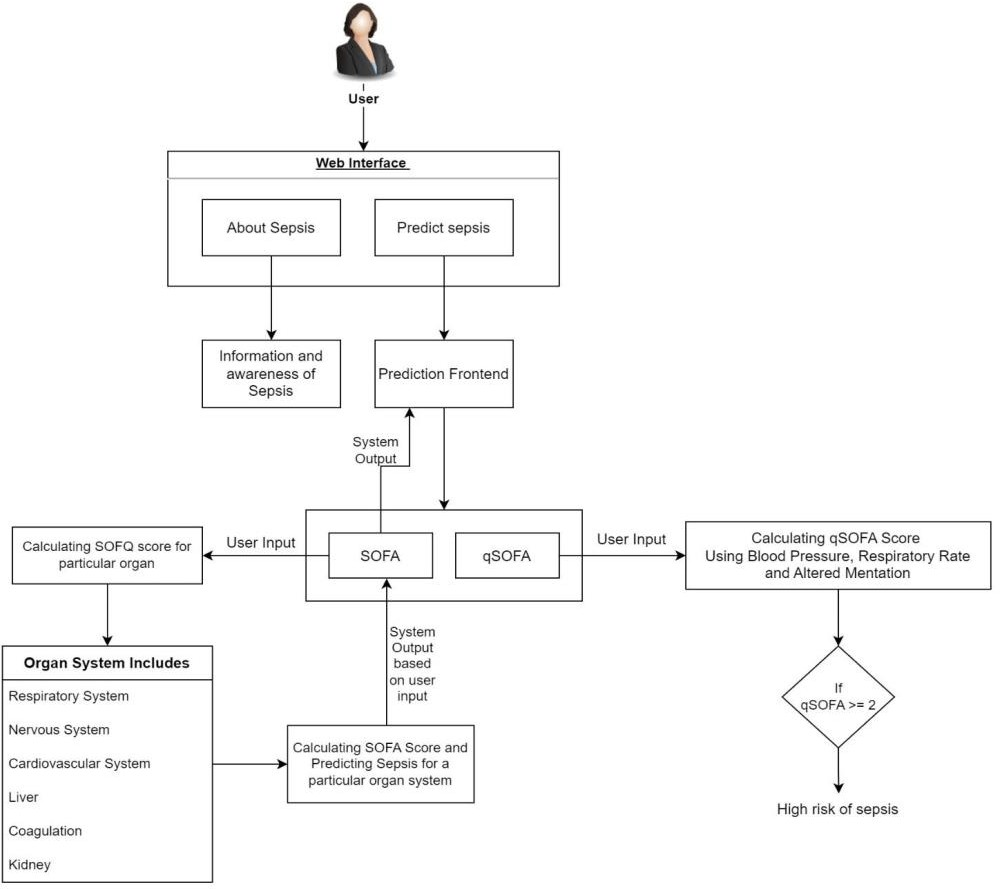 User
Web Interface
About Sepsis
Predict sepsis
Information and
awareness of
Sepsis
Prediction Frontend
System
Output
SOFA
qSOFA
User Input
User Input
Calculating SOFQ score for
particular organ
Calculating qSOFA Score
Using Blood Pressure, Respiratory Rate
and Altered Mentation
System
Output
based
on user
input
Organ System Includes
Respiratory System
Nervous System
Cardiovascular System
Liver
Coagulation
Kidney
Calculating SOFA Score and
Predicting Sepsis for a
particular organ system
If
qSOFA >= 2
High risk of sepsis